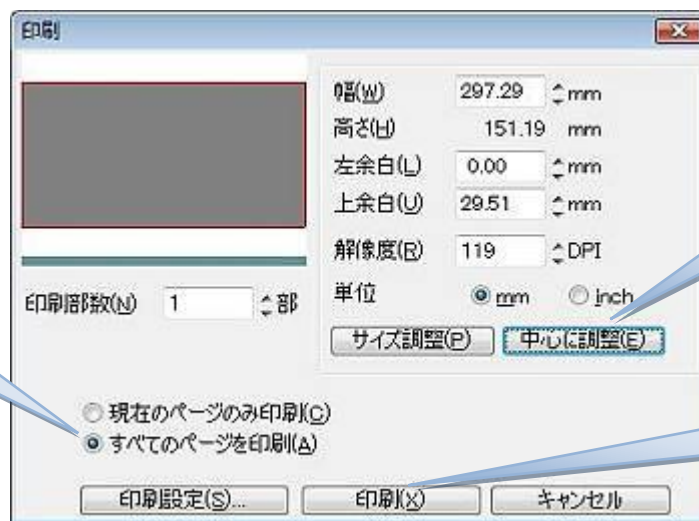 印刷
幅(W) 297.29 mm
高さ(H) 151.19 mm
左余白(L) 0.00 mm
上余白(U) 29.51 mm
解像度(R) 119 DPI
印刷部数(N) 1 部
単位 mm inch
サイズ調整(P) 中心に調整(E)
現在のページのみ印刷(C)
すべてのページを印刷(A)
印刷設定(S)... 印刷(X) キャンセル